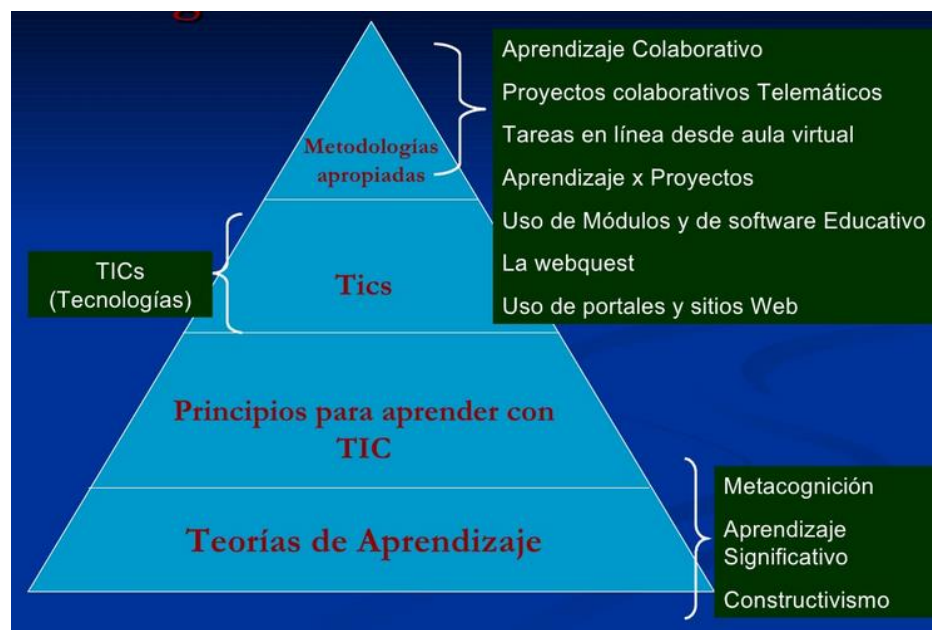 Aprendizaje Colaborativo
Proyectos colaborativos Telemáticos
Tareas en línea desde aula virtual
Aprendizaje x Proyectos
Uso de Módulos y de software Educativo
La webquest
Uso de portales y sitios Web
Metodologías
apropiadas
TICs
(Tecnologías)
Tics
Principios para aprender con
TIC
Teorías de Aprendizaje
Metacognición
Aprendizaje
Significativo
Constructivismo